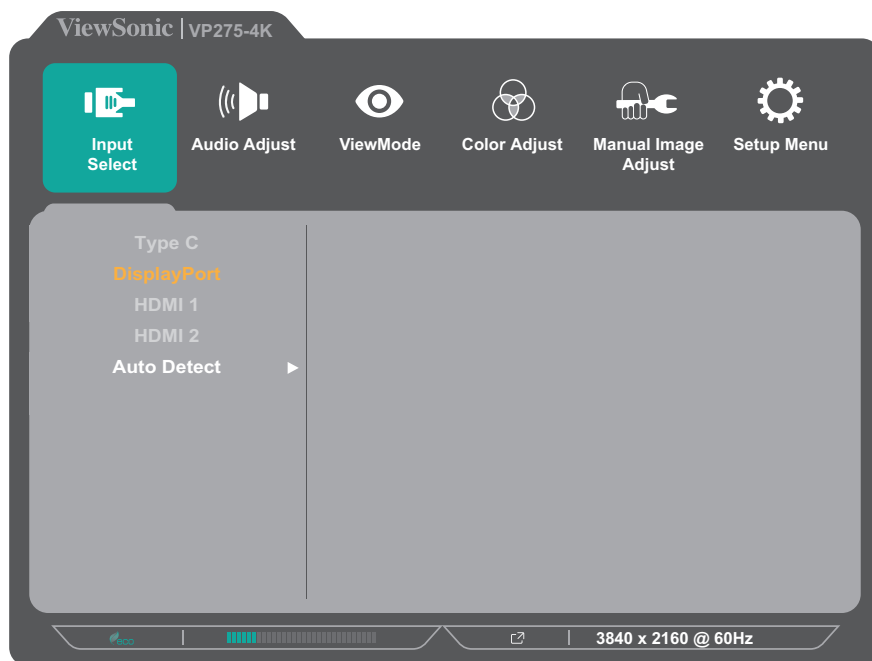 ViewSonic | VP275-4K
Input
Select
Audio Adjust
ViewMode
Color Adjust
Manual Image
Adjust
Setup Menu
Type C
DisplayPort
HDMI 1
HDMI 2
Auto Detect
eco
3840 x 2160 @ 60Hz